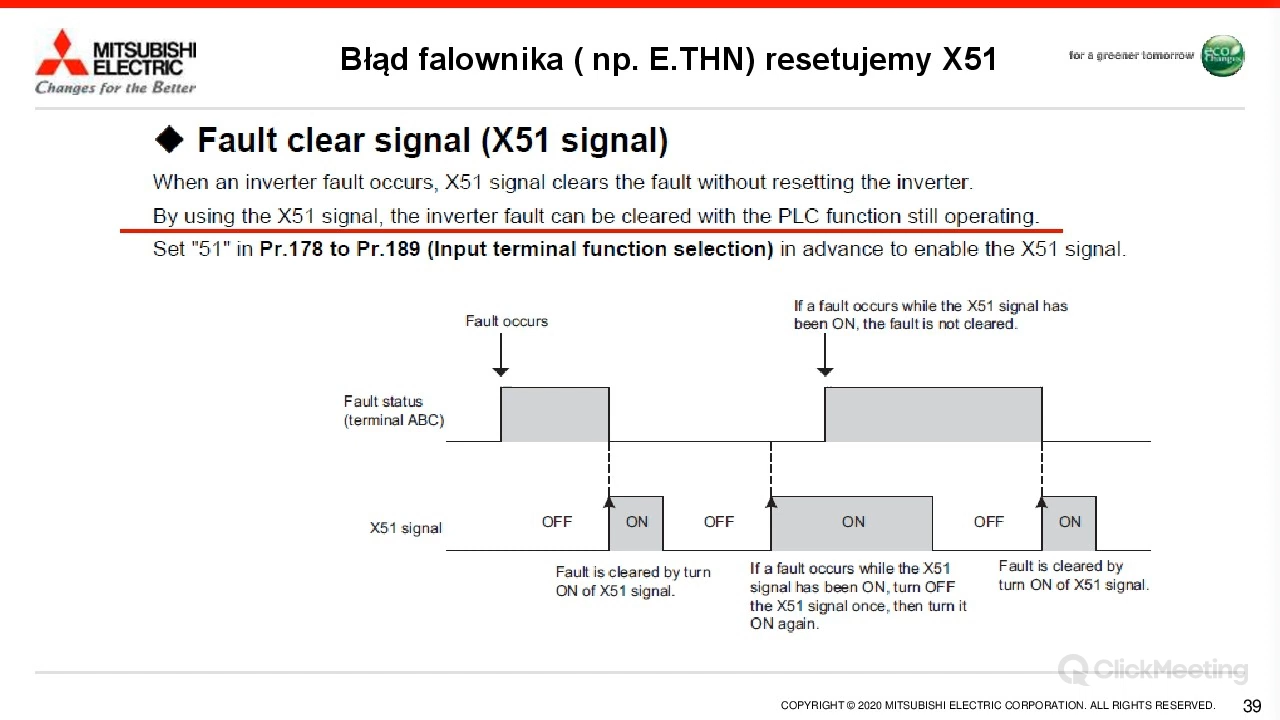 MITSUBISHI
ELECTRIC
Changes for the Better
Błąd falownika ( np. E.THN) resetujemy X51
for a greener tomorrow
eco
Changes
Fault clear signal (X51 signal)
When an inverter fault occurs, X51 signal clears the fault without resetting the inverter.
By using the X51 signal, the inverter fault can be cleared with the PLC function still operating.
Set "51" in Pr.178 to Pr.189 (Input terminal function selection) in advance to enable the X51 signal.
Fault occurs
If a fault occurs while the X51 signal has
been ON, the fault is not cleared.
Fault status
(terminal ABC)
X51 signal
OFF
ON
OFF
ON
OFF
ON
Fault is cleared by turn
ON of X51 signal.
If a fault occurs while the X51
signal has been ON, turn OFF
the X51 signal once, then turn it
ON again.
Fault is cleared by
turn ON of X51 signal.
ClickMeeting
COPYRIGHT © 2020 MITSUBISHI ELECTRIC CORPORATION. ALL RIGHTS RESERVED.
39